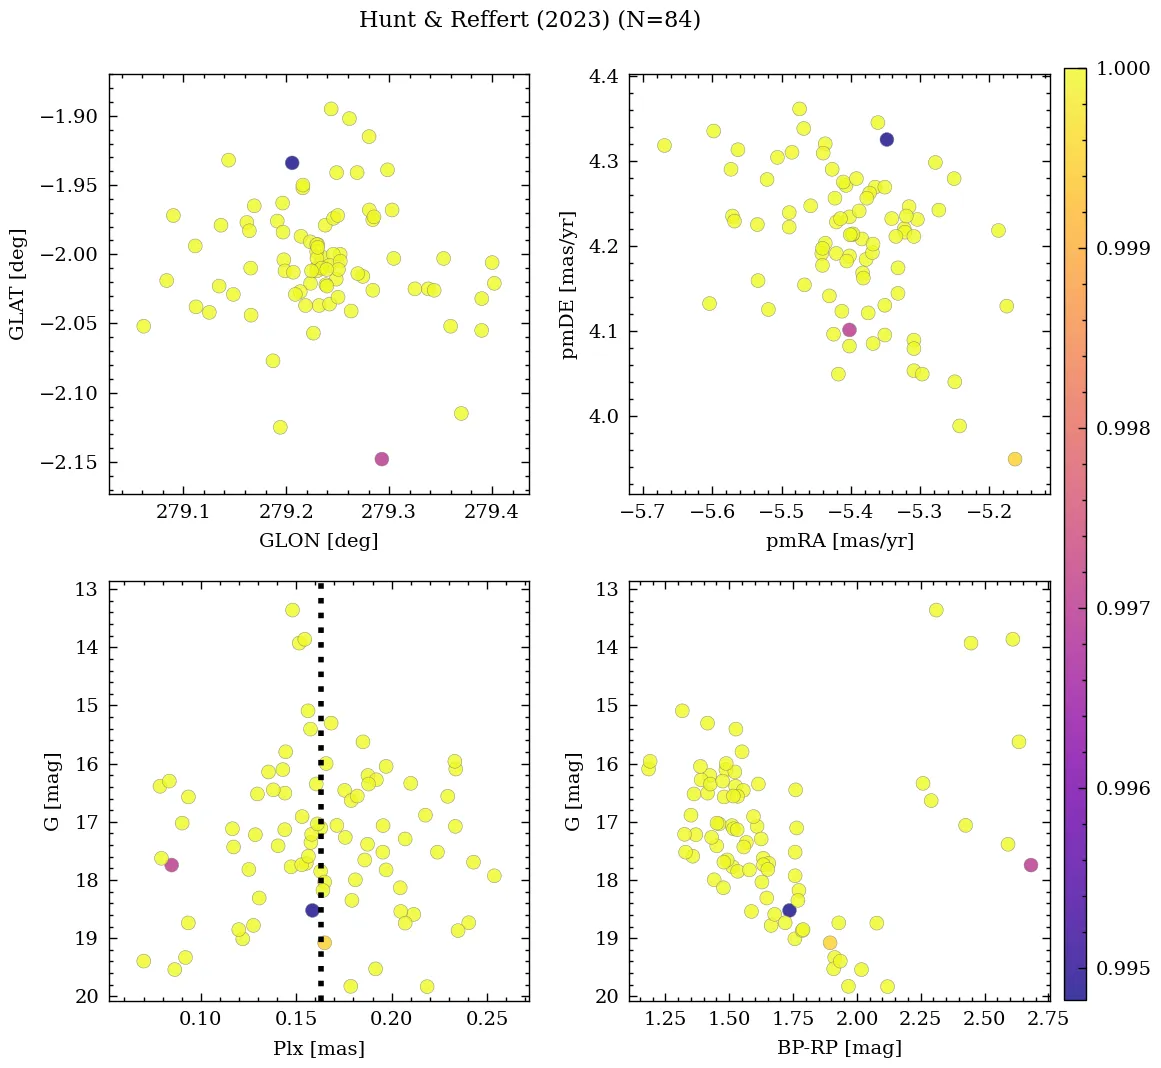 Hunt & Reffert (2023) (N=84)
−1.90
−1.95
−2.00
−2.05
−2.10
−2.15
GLAT [deg]
279.1 279.2 279.3 279.4
GLON [deg]
4.4
4.3
4.2
4.1
4.0
pmDE [mas/yr]
−5.7 −5.6 −5.5 −5.4 −5.3 −5.2
pmRA [mas/yr]
13
14
15
16
17
18
19
20
G [mag]
0.10 0.15 0.20 0.25
Plx [mas]
13
14
15
16
17
18
19
20
G [mag]
1.25 1.50 1.75 2.00 2.25 2.50 2.75
BP-RP [mag]
1.000
0.999
0.998
0.997
0.996
0.995